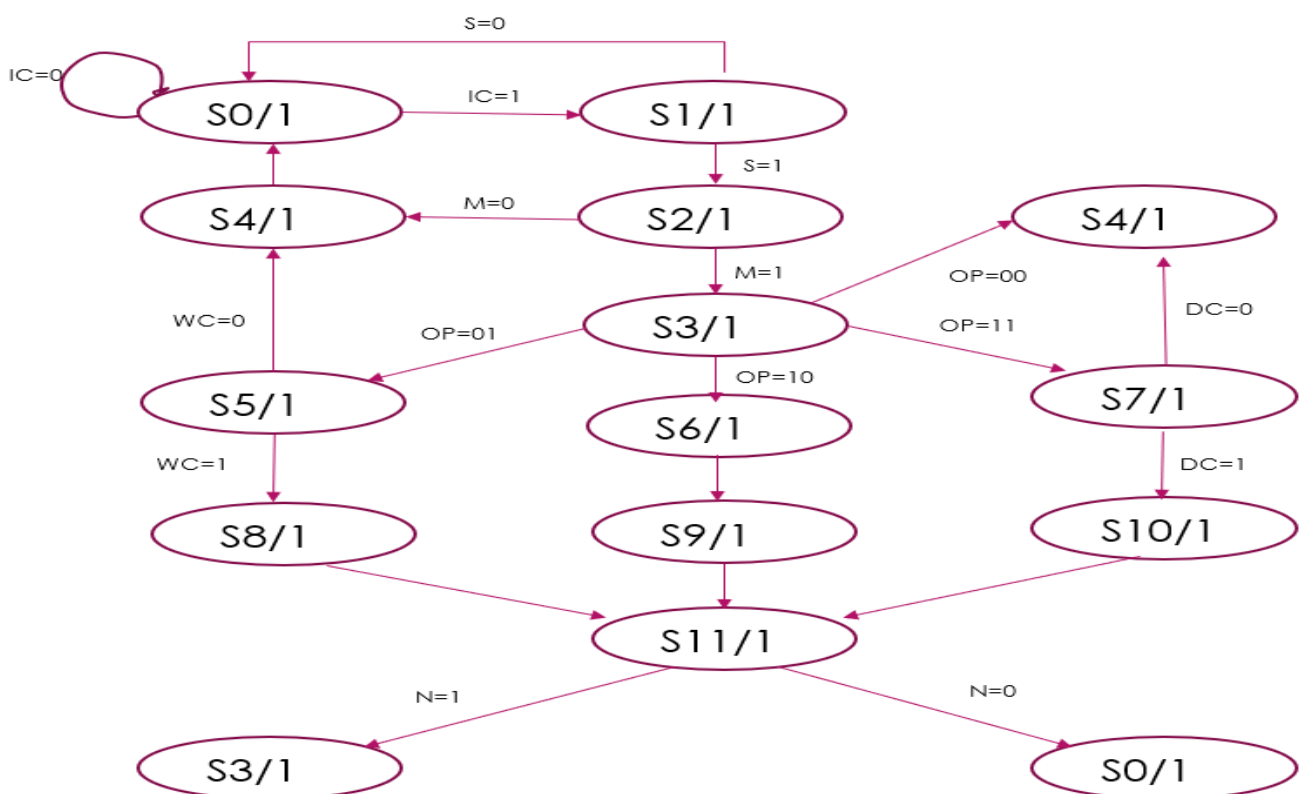 S=0
IC=0
S0/1
IC=1
S1/1
S=1
S4/1
M=0
S2/1
S4/1
M=1
OP=00
WC=0
OP=01
S3/1
OP=11
DC=0
OP=10
S5/1
S6/1
S7/1
WC=1
DC=1
S8/1
S9/1
S10/1
S11/1
N=1
N=0
S3/1
S0/1